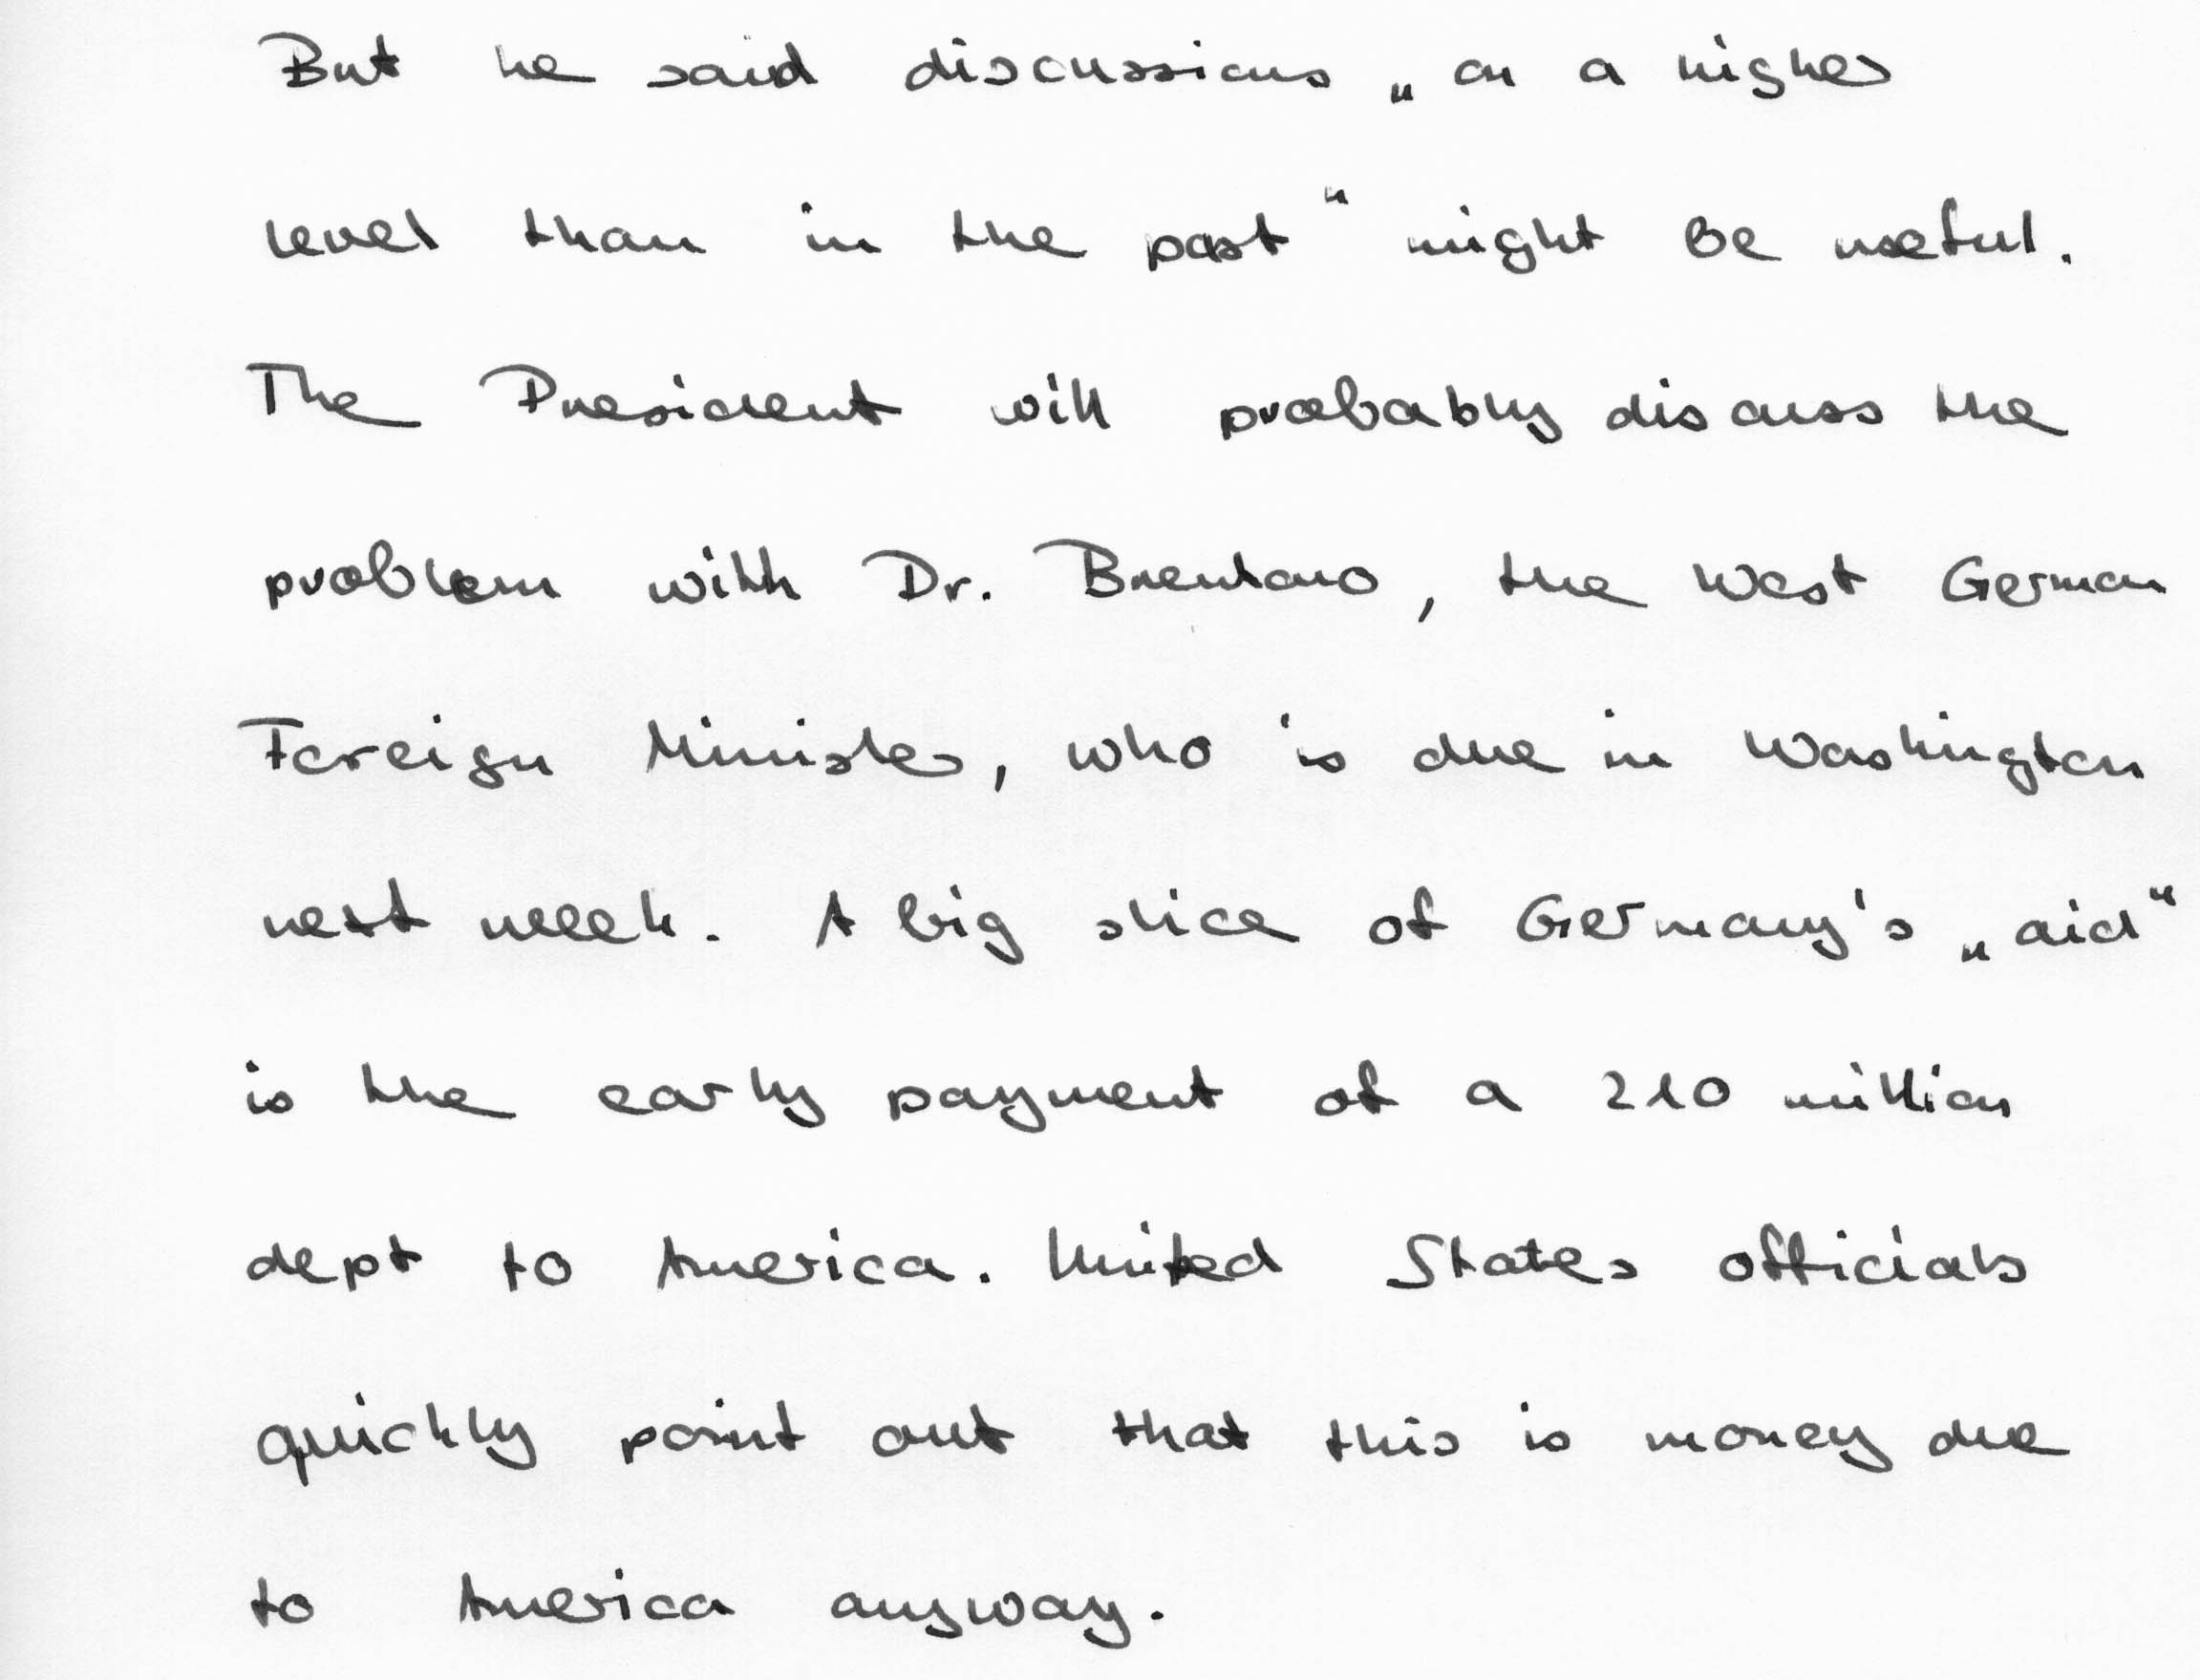 But he said discussions „on a higher
level than in the past“ might be useful.
The President will probably discuss the
problem with Dr. Brentano, the West German
Foreign Minister, who is due in Washington
next week. A big slice of Germany's „aid“
is the early payment of a 210 million
dept to America. United States officials
quickly point out that this is money due
to America anyway.